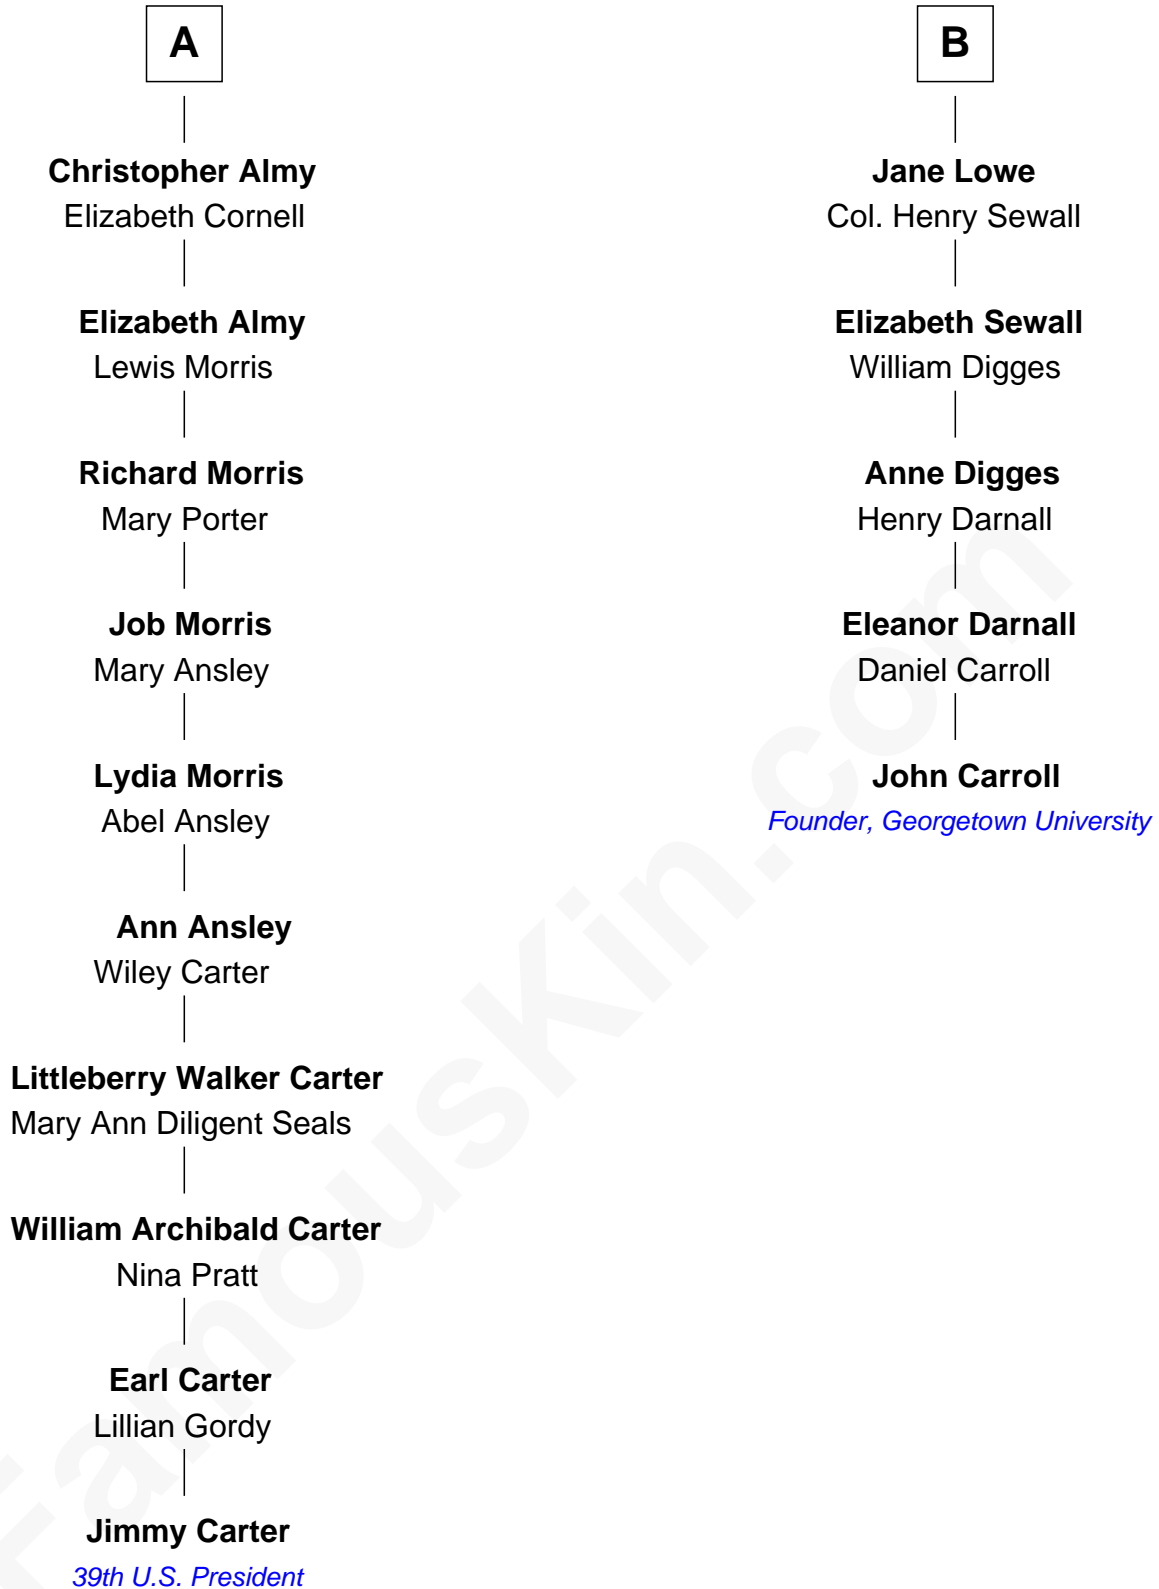 A
Christopher Almy
Elizabeth Cornell
Elizabeth Almy
Lewis Morris
Richard Morris
Mary Porter
Job Morris
Mary Ansley
Lydia Morris
Abel Ansley
Ann Ansley
Wiley Carter
Littleberry Walker Carter
Mary Ann Diligent Seals
William Archibald Carter
Nina Pratt
Earl Carter
Lillian Gordy
Jimmy Carter
39th U.S. President
B
Jane Lowe
Col. Henry Sewall
Elizabeth Sewall
William Digges
Anne Digges
Henry Darnall
Eleanor Darnall
Daniel Carroll
John Carroll
Founder, Georgetown University
FamousKin.com